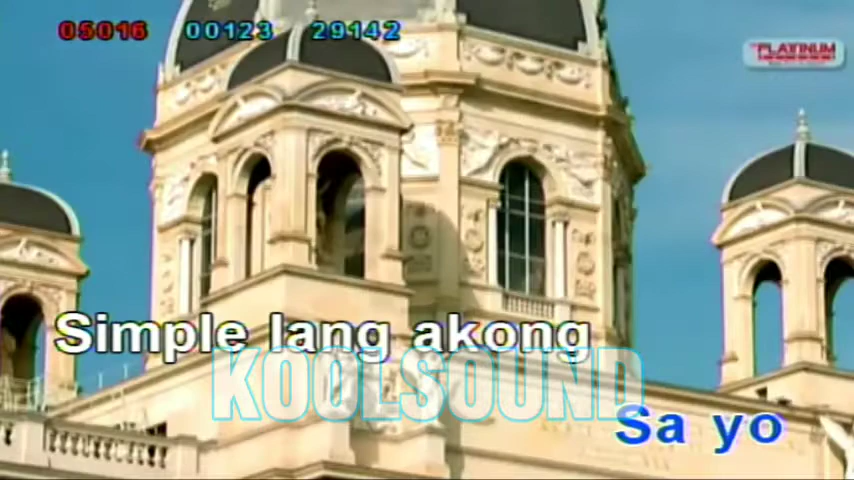 05016 00123 29142
PLATINUM
Simple lang akong
KOOLSOUND
Sa yo